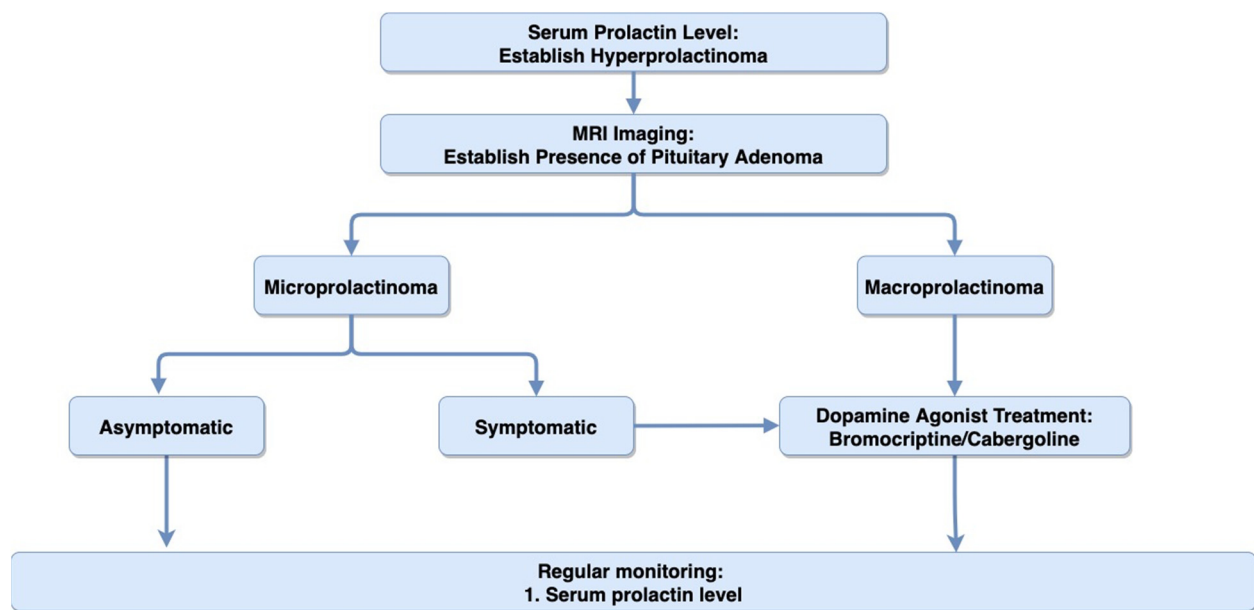 Serum Prolactin Level:
Establish Hyperprolactinoma
MRI Imaging:
Establish Presence of Pituitary Adenoma
Microprolactinoma
Macroprolactinoma
Asymptomatic
Symptomatic
Dopamine Agonist Treatment:
Bromocriptine/Cabergoline
Regular monitoring:
1. Serum prolactin level